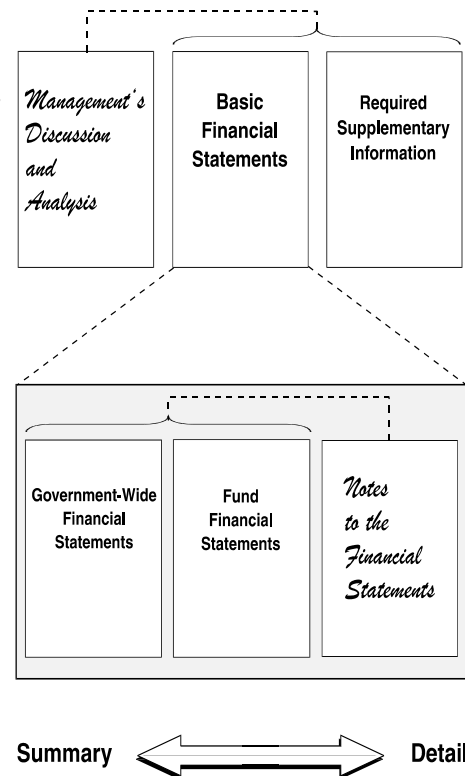 Management's
Discussion
and
Analysis
Basic
Financial
Statements
Required
Supplementary
Information
Government-Wide
Financial
Statements
Fund
Financial
Statements
Notes
to the
Financial
Statements
Summary
Detail